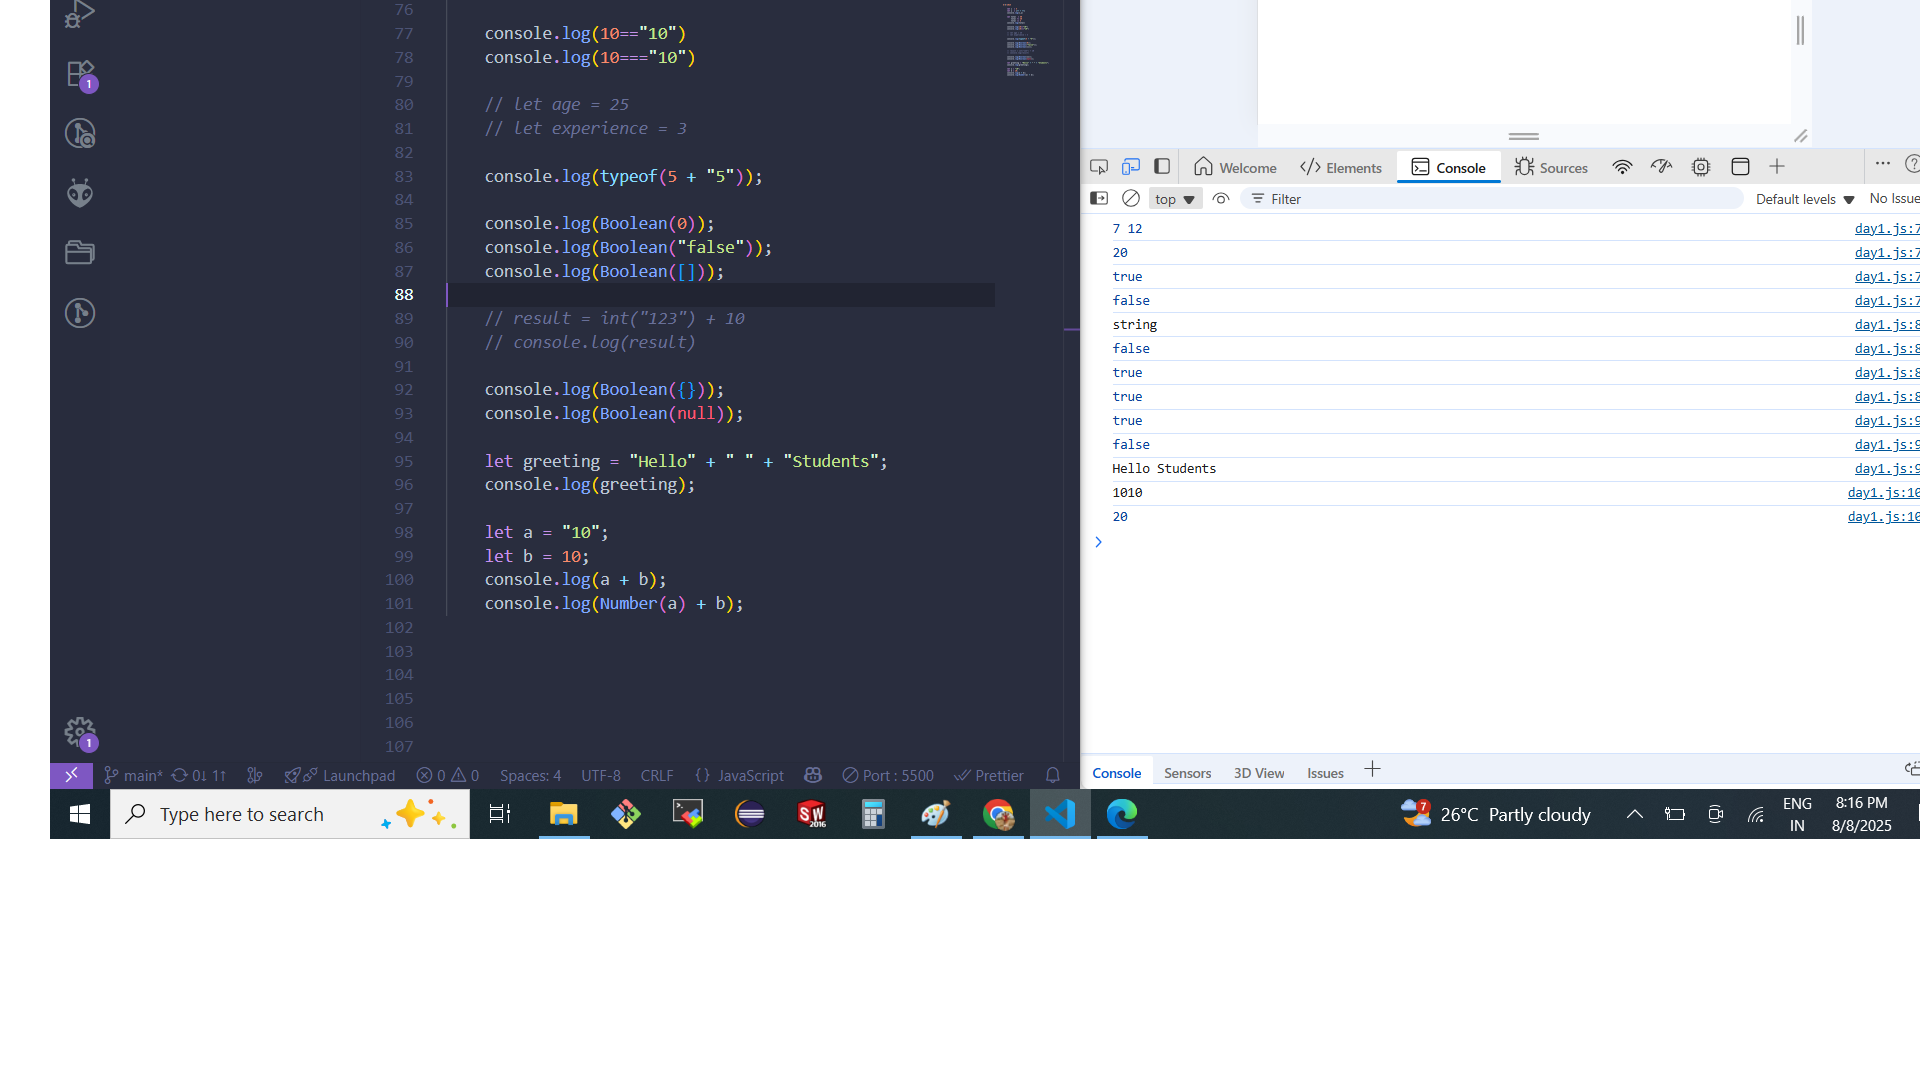 76
77 console.log(10=="10")
78 console.log(10==="10")
79
80 // let age = 25
81 // let experience = 3
82
83 console.log(typeof(5 + "5"));
84
85 console.log(Boolean(0));
86 console.log(Boolean("false"));
87 console.log(Boolean([]));
88
89 // result = int("123") + 10
90 // console.log(result)
91
92 console.log(Boolean({}));
93 console.log(Boolean(null));
94
95 let greeting = "Hello" + " " + "Students";
96 console.log(greeting);
97
98 let a = "10";
99 let b = 10;
100 console.log(a + b);
101 console.log(Number(a) + b);
102
103
104
105
106
107
1
1
main* 0↓ 1↑ Launchpad 0 0 Spaces: 4 UTF-8 CRLF {} JavaScript Port : 5500 Prettier
Welcome Elements Console Sources
top Filter Default levels No Issue
7 12 day1.js:7
20 day1.js:7
true day1.js:7
false day1.js:7
string day1.js:8
false day1.js:8
true day1.js:8
true day1.js:8
true day1.js:9
false day1.js:9
Hello Students day1.js:9
1010 day1.js:10
20 day1.js:10
Console Sensors 3D View Issues
Type here to search
SW
2016
7
26°C Partly cloudy
ENG
IN
8:16 PM
8/8/2025